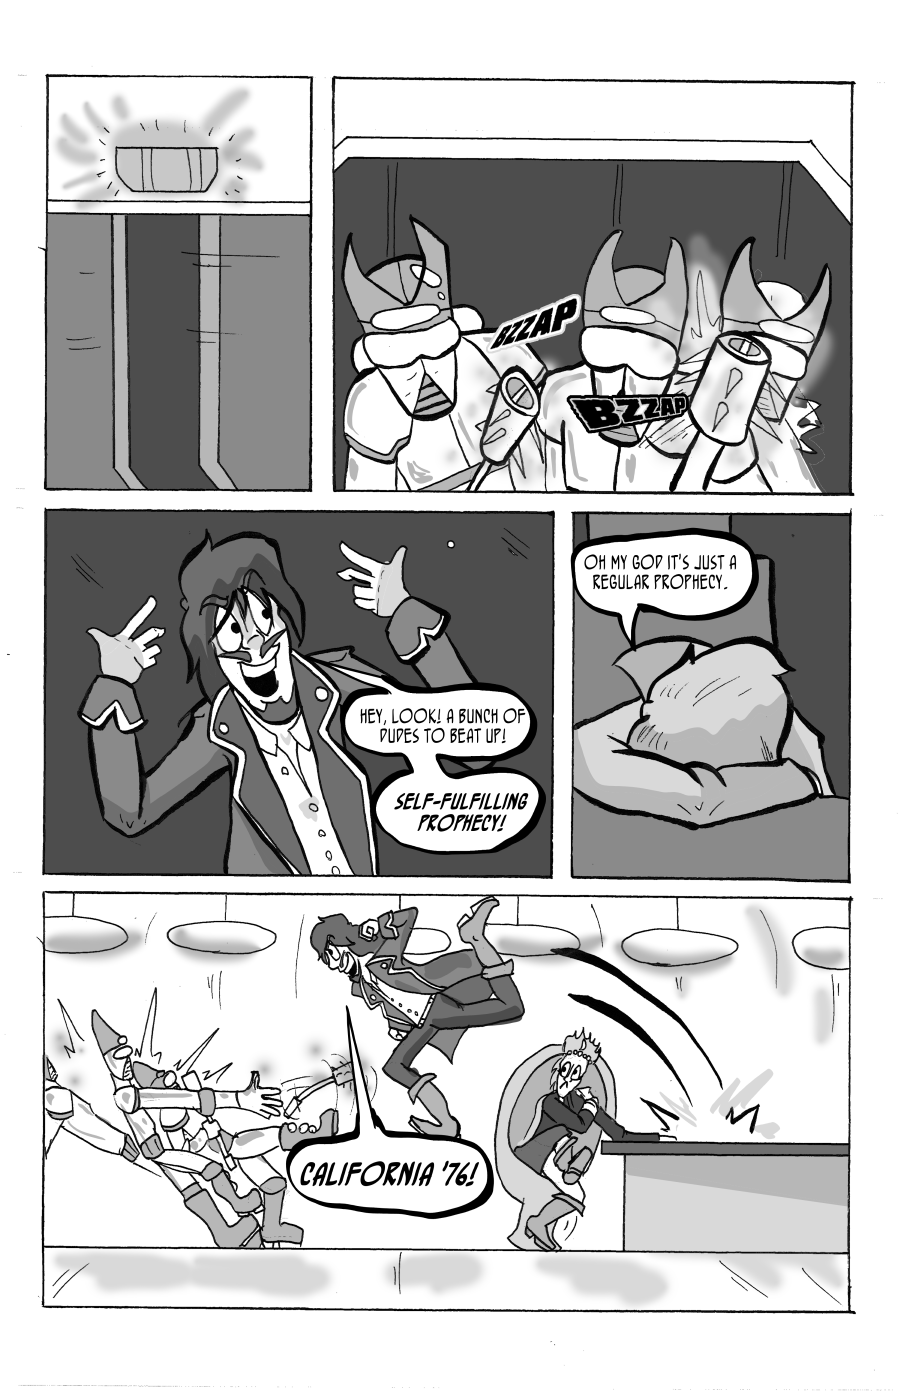 BZZAP
BZZAP
HEY, LOOK! A BUNCH OF
DUDES TO BEAT UP!
SELF-FULFILLING
PROPHECY!
OH MY GOD IT'S JUST A
REGULAR PROPHECY.
CALIFORNIA '76!